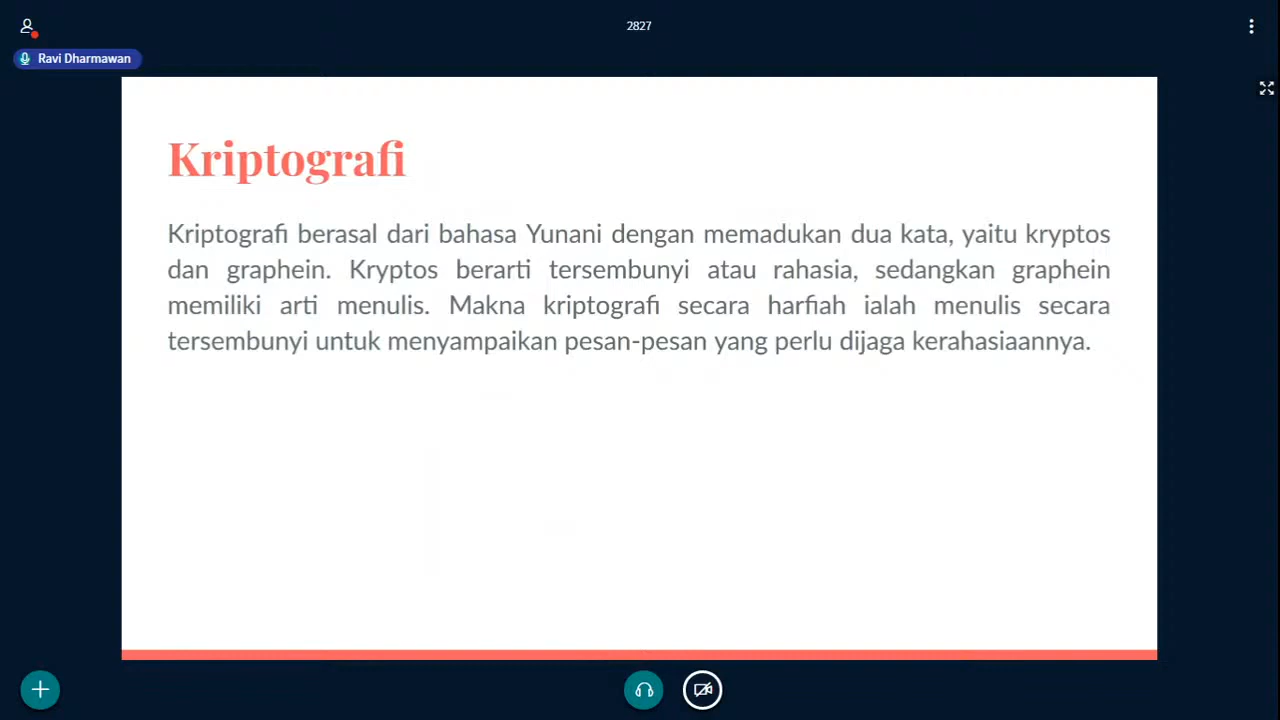 2827
Ravi Dharmawan
Kriptografi
Kriptografi berasal dari bahasa Yunani dengan memadukan dua kata, yaitu kryptos
dan graphein. Kryptos berarti tersembunyi atau rahasia, sedangkan graphein
memiliki arti menulis. Makna kriptografi secara harfiah ialah menulis secara
tersembunyi untuk menyampaikan pesan-pesan yang perlu dijaga kerahasiaannya.